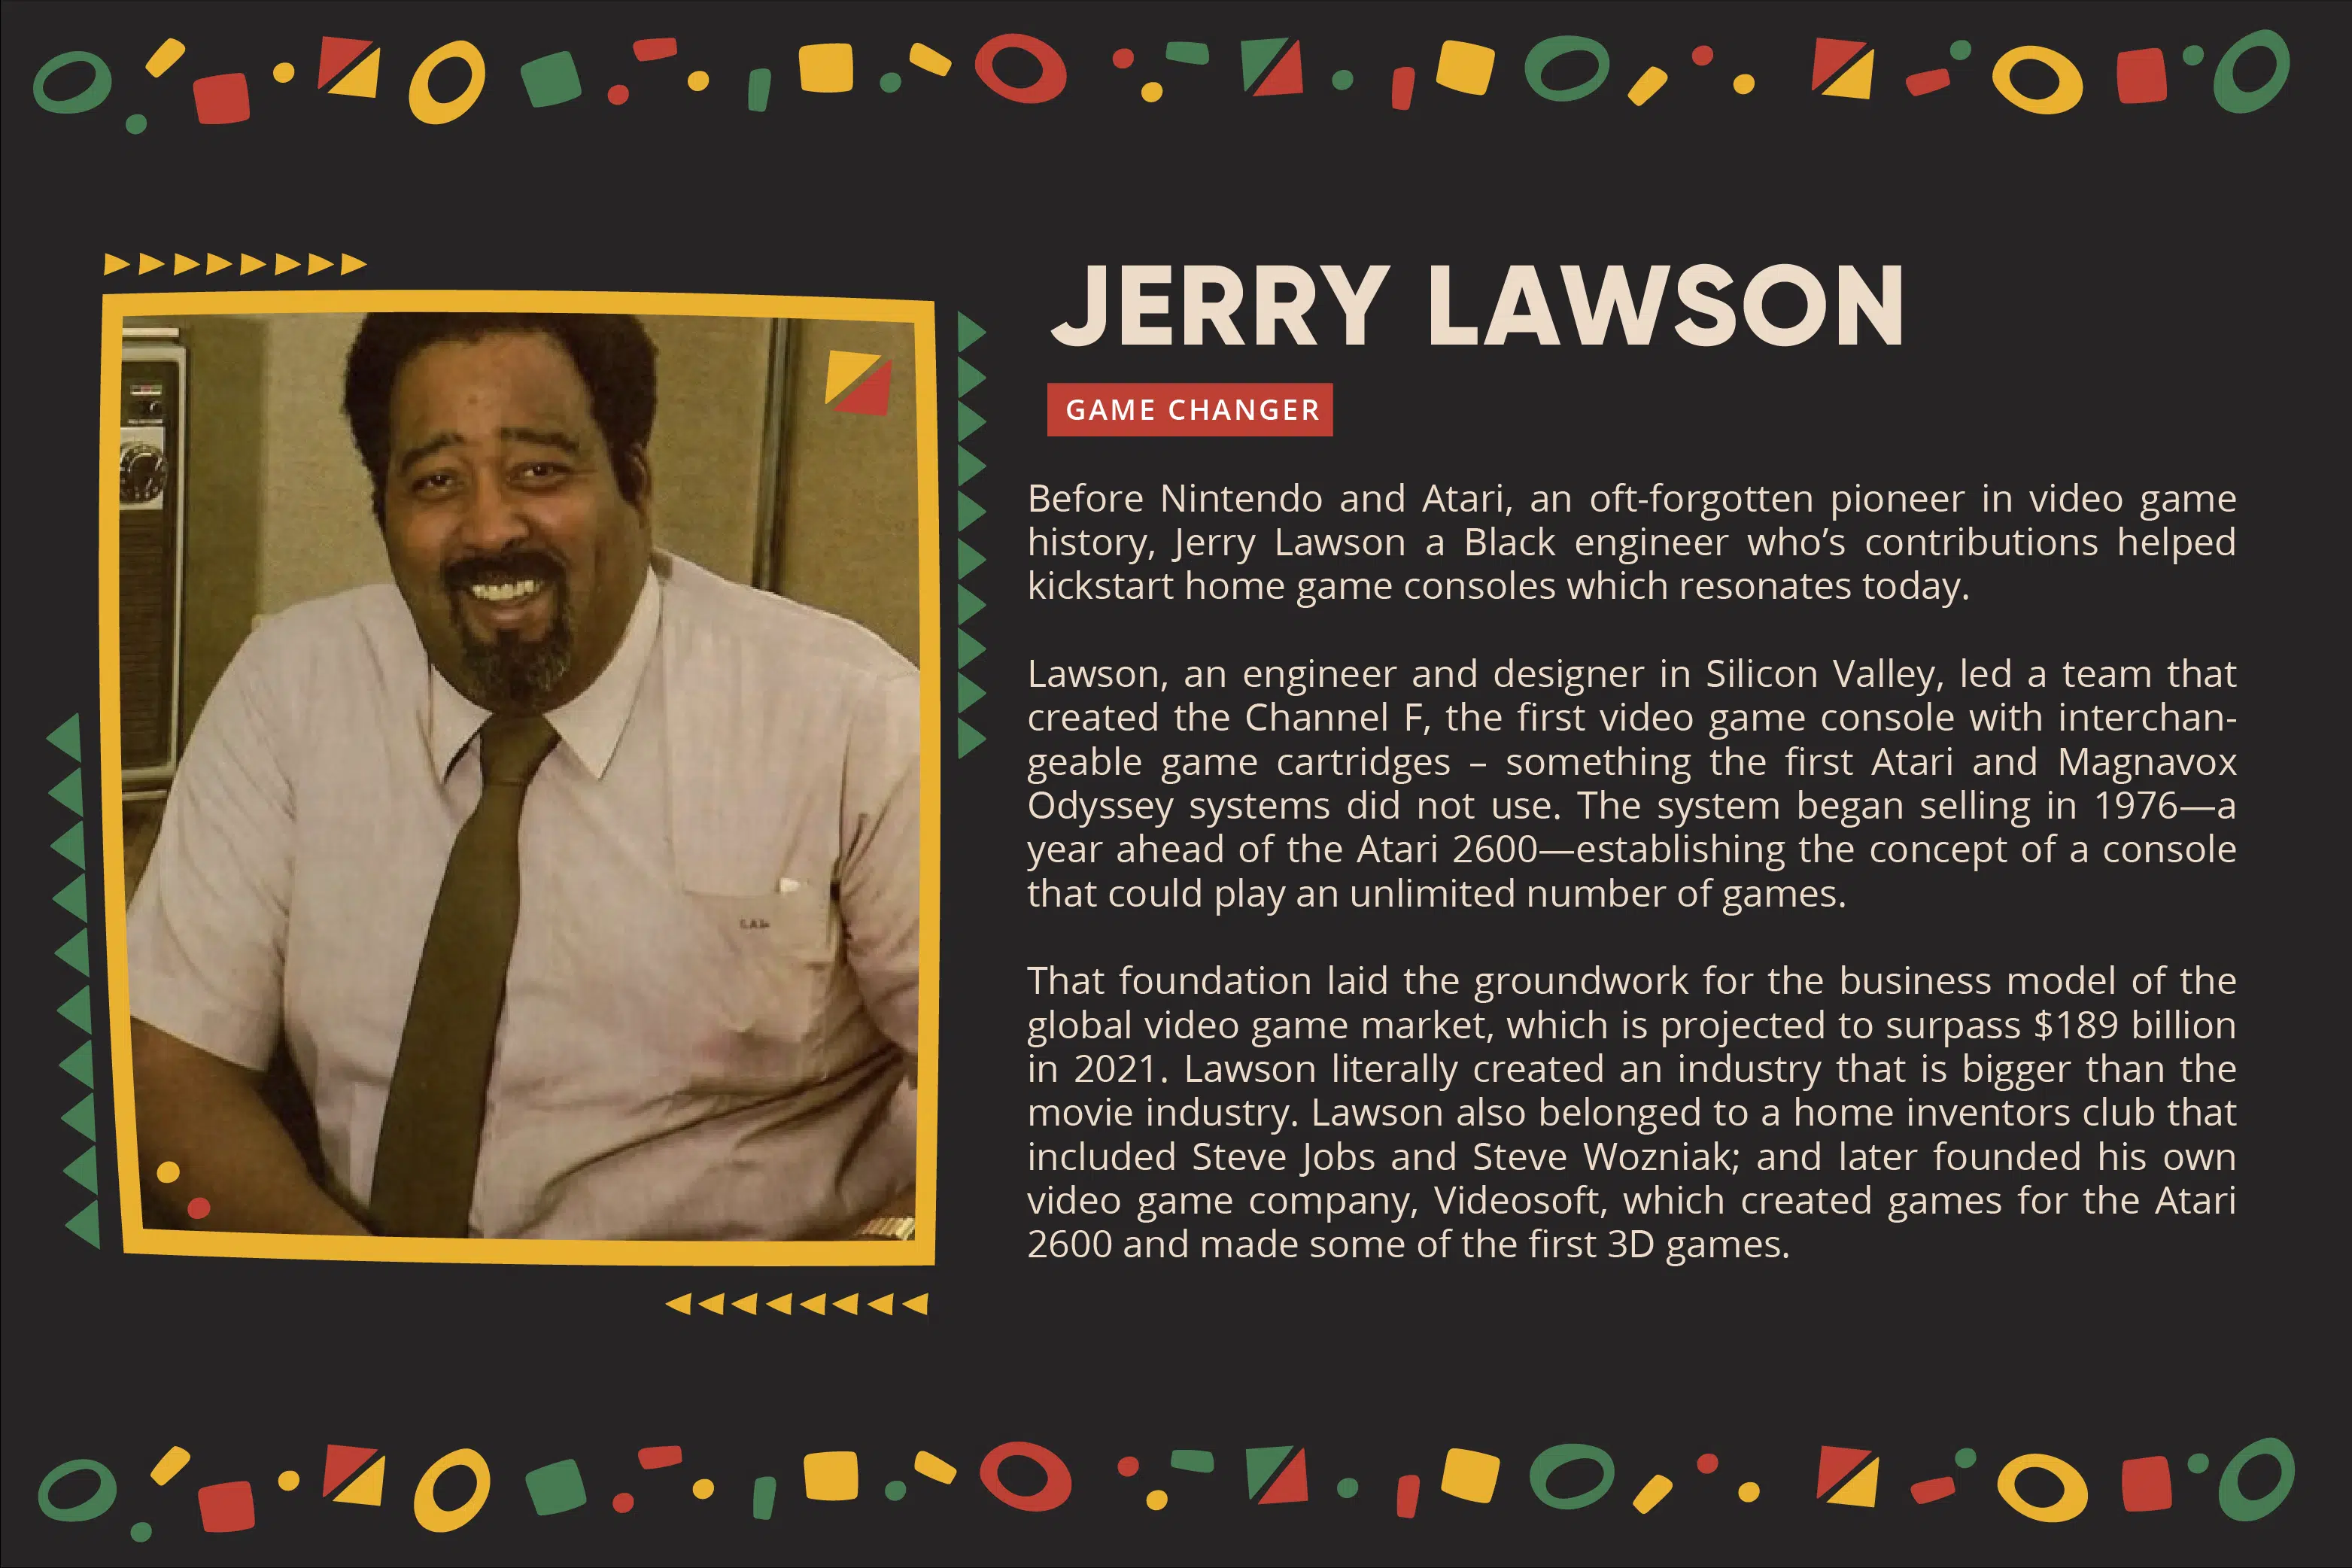 JERRY LAWSON
GAME CHANGER
Before Nintendo and Atari, an oft-forgotten pioneer in video game
history, Jerry Lawson a Black engineer who’s contributions helped
kickstart home game consoles which resonates today.
Lawson, an engineer and designer in Silicon Valley, led a team that
created the Channel F, the first video game console with interchan-
geable game cartridges – something the first Atari and Magnavox
Odyssey systems did not use. The system began selling in 1976—a
year ahead of the Atari 2600—establishing the concept of a console
that could play an unlimited number of games.
That foundation laid the groundwork for the business model of the
global video game market, which is projected to surpass $189 billion
in 2021. Lawson literally created an industry that is bigger than the
movie industry. Lawson also belonged to a home inventors club that
included Steve Jobs and Steve Wozniak; and later founded his own
video game company, Videosoft, which created games for the Atari
2600 and made some of the first 3D games.